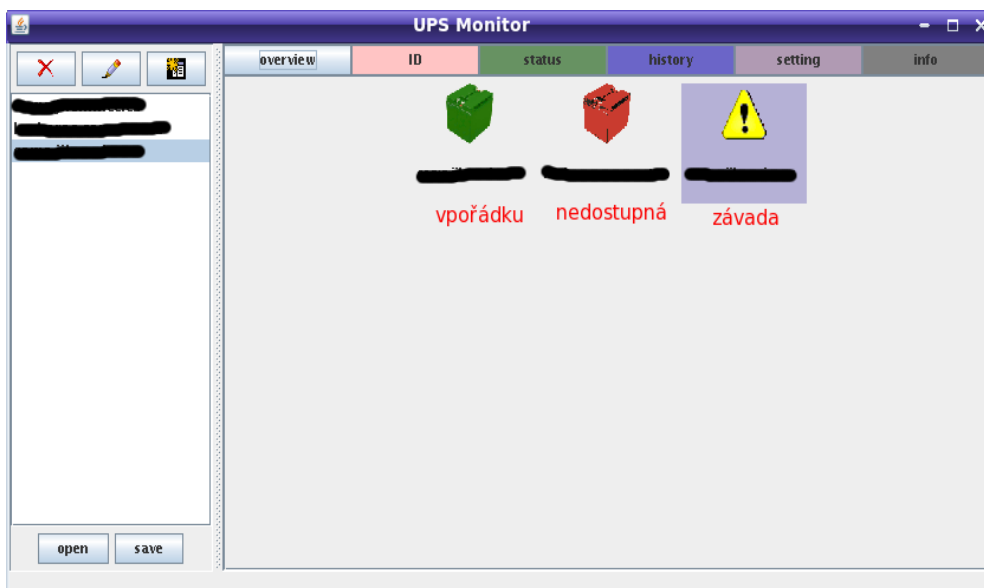 UPS Monitor
overview ID status history setting info
vpořádku nedostupná závada
open save